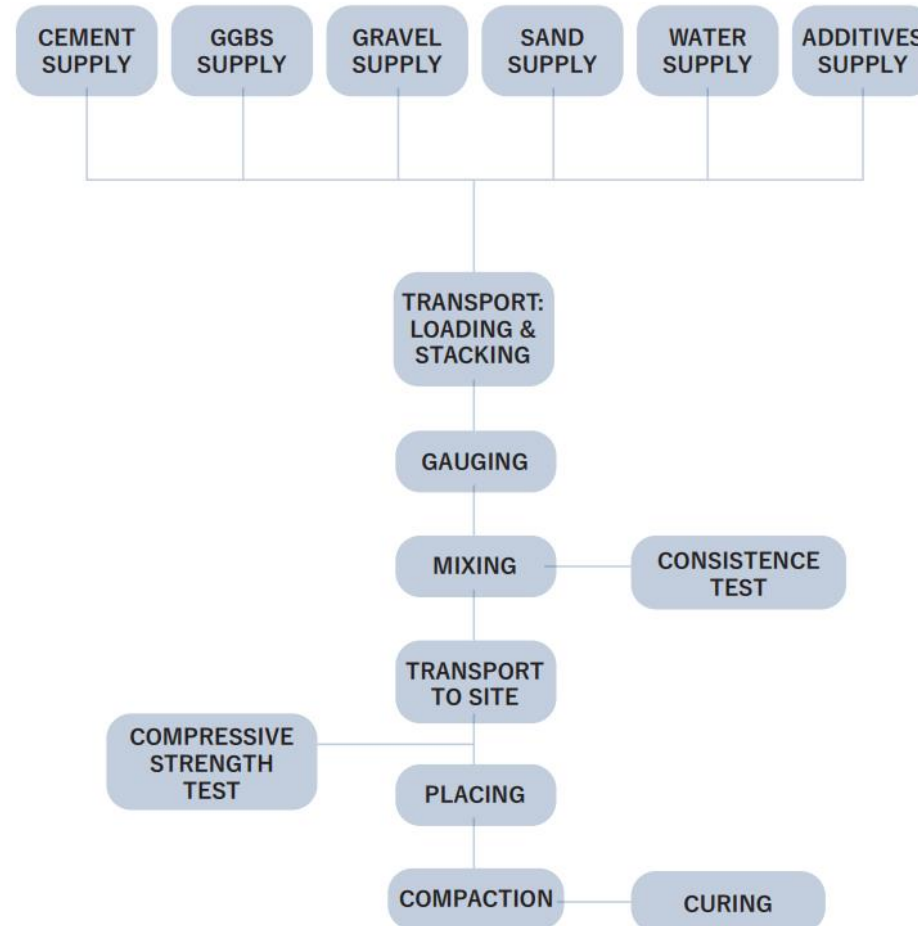 CEMENT
SUPPLY
GGBS
SUPPLY
GRAVEL
SUPPLY
SAND
SUPPLY
WATER
SUPPLY
ADDITIVES
SUPPLY
TRANSPORT:
LOADING &
STACKING
GAUGING
MIXING
CONSISTENCE
TEST
TRANSPORT
TO SITE
COMPRESSIVE
STRENGTH
TEST
PLACING
COMPACTION
CURING